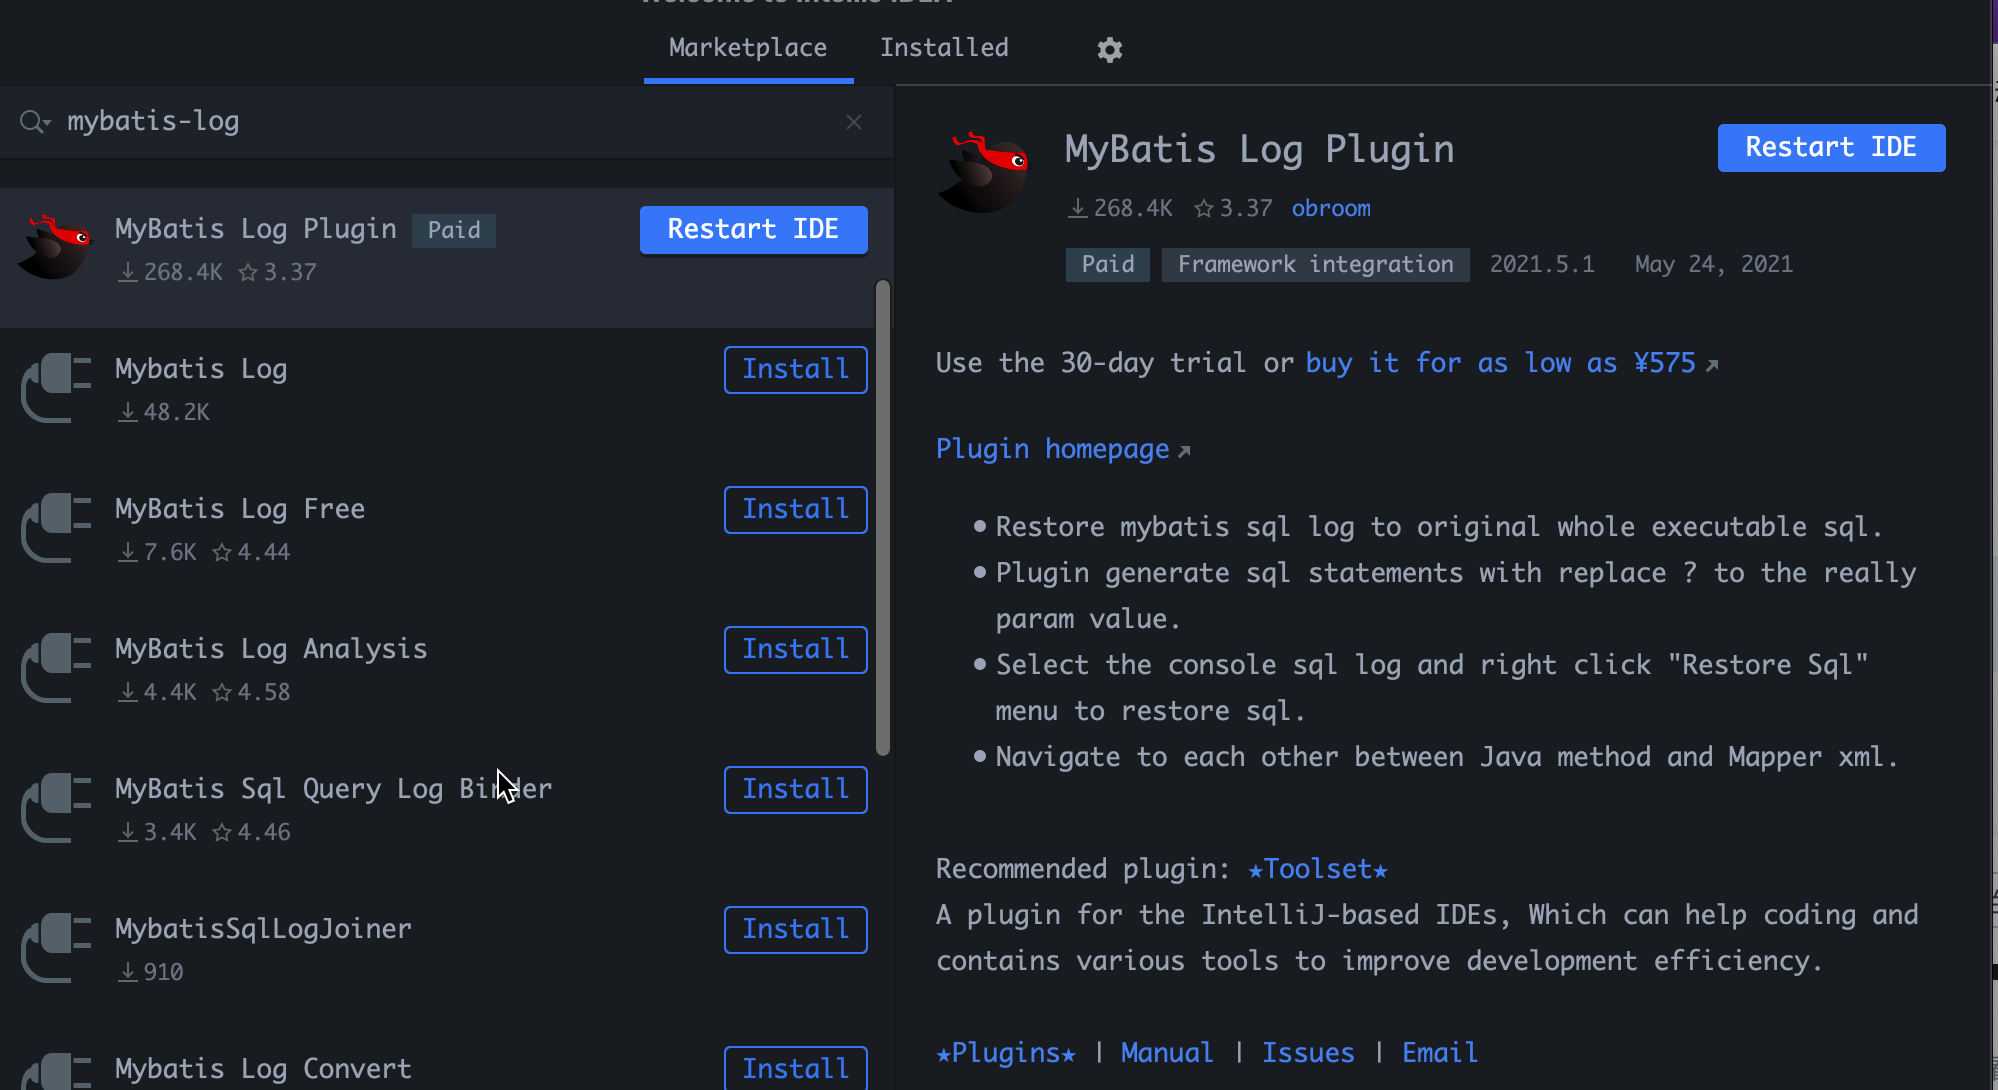 Welcome to IntelliJ IDEA
Marketplace
Installed
mybatis-log
MyBatis Log Plugin
Paid
Restart IDE
268.4K
3.37
Mybatis Log
Install
48.2K
MyBatis Log Free
Install
7.6K
4.44
MyBatis Log Analysis
Install
4.4K
4.58
MyBatis Sql Query Log Binder
Install
3.4K
4.46
MybatisSqlLogJoiner
Install
910
Mybatis Log Convert
Install
MyBatis Log Plugin
Restart IDE
268.4K
3.37
obroom
Paid
Framework integration
2021.5.1
May 24, 2021
Use the 30-day trial or buy it for as low as ¥575
Plugin homepage
Restore mybatis sql log to original whole executable sql.
Plugin generate sql statements with replace ? to the really
param value.
Select the console sql log and right click "Restore Sql"
menu to restore sql.
Navigate to each other between Java method and Mapper xml.
Recommended plugin: ★Toolset★
A plugin for the IntelliJ-based IDEs, Which can help coding and
contains various tools to improve development efficiency.
★Plugins★ | Manual | Issues | Email